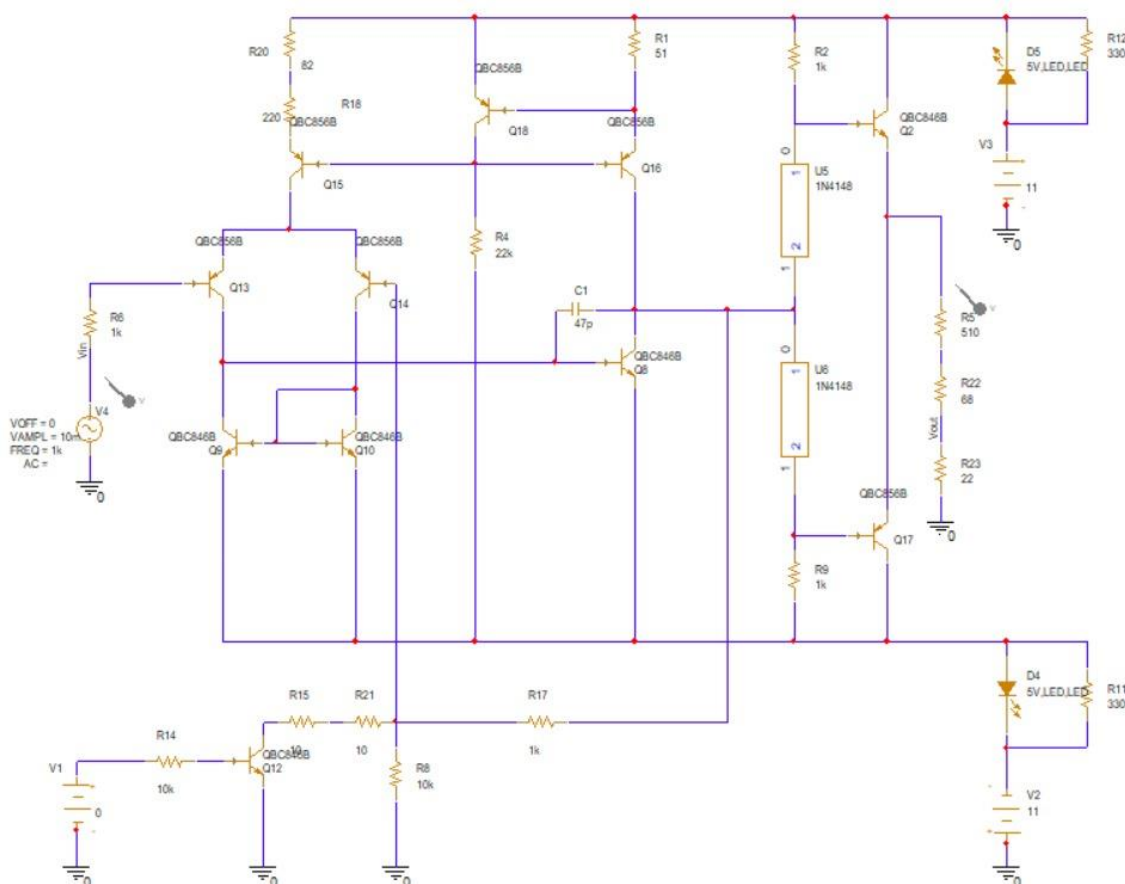 R20
82
R18
220
QBC856B
Q15
QBC856B
Q18
R1
51
QBC856B
Q16
R2
1k
QBC846B
Q2
D5
5V,LED,LED
R12
330
V3
11
0
0
1
U5
1N4148
2
1
R4
22k
QBC856B
Q13
QBC856B
Q14
R6
1k
Vin
C1
47p
QBC846B
Q8
R5
510
R22
68
Vout
R23
22
0
0
1
U6
1N4148
2
1
V4
VOFF = 0
VAMPL = 10m
FREQ = 1k
AC =
0
QBC846B
Q9
QBC846B
Q10
QBC856B
Q17
R9
1k
D4
5V,LED,LED
R11
330
R15
10
R21
10
R17
1k
R14
10k
QBC846B
Q12
V1
0
R8
10k
V2
11
0
0
0
0
V
V